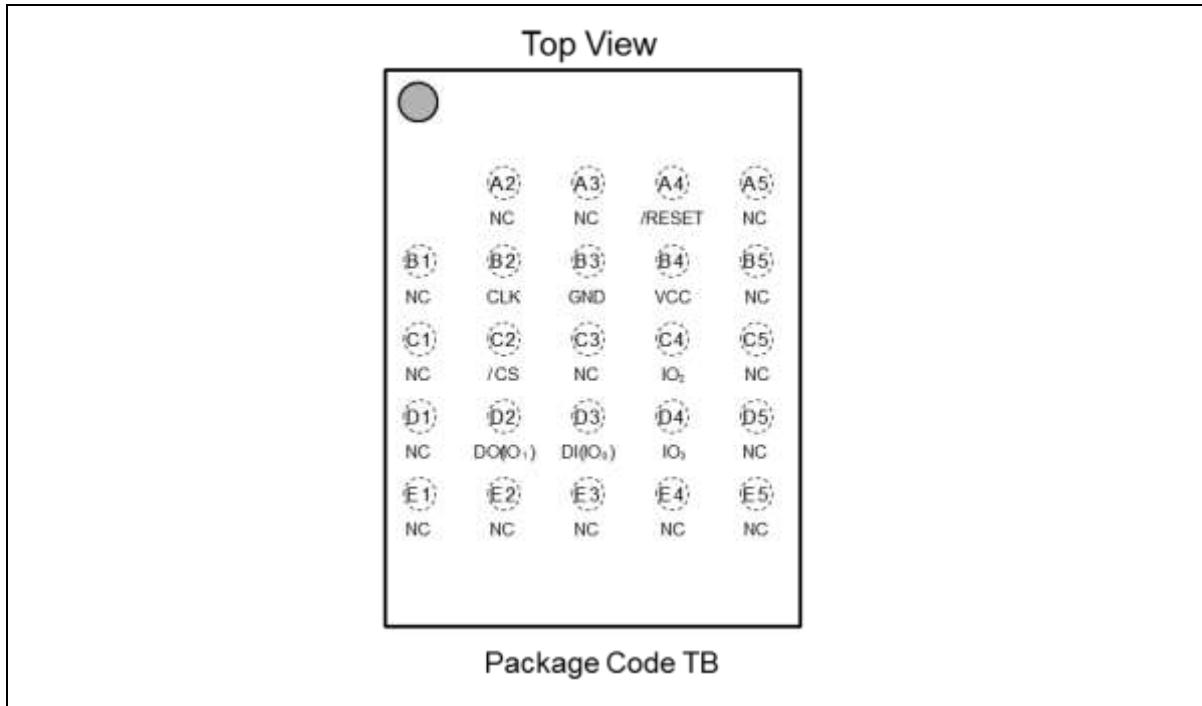 Top View
A2 A3 A4 A5
NC NC /RESET NC
B1 B2 B3 B4 B5
NC CLK GND VCC NC
C1 C2 C3 C4 C5
NC /CS NC IO₂ NC
D1 D2 D3 D4 D5
NC DO(IO₁) DI(IO₀) IO₃ NC
E1 E2 E3 E4 E5
NC NC NC NC NC
Package Code TB